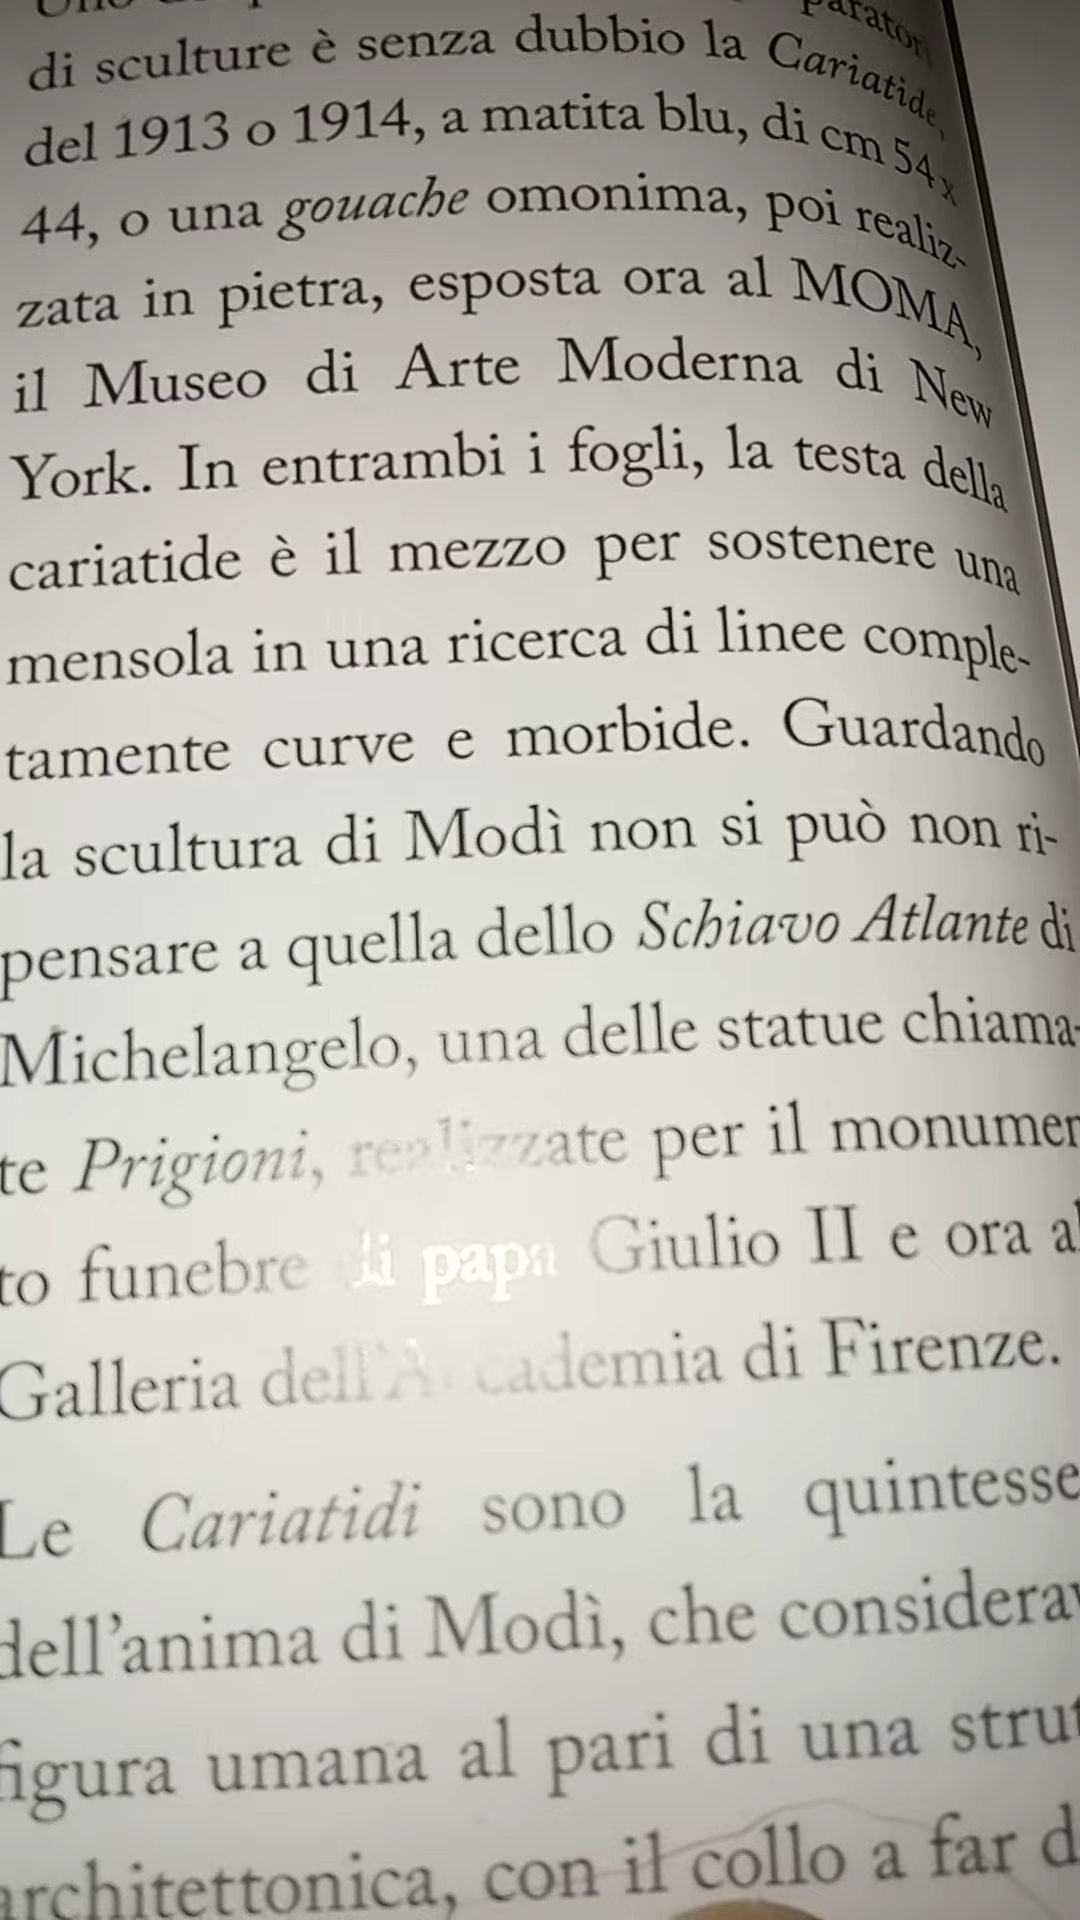 di sculture è senza dubbio la Cariatide,
del 1913 o 1914, a matita blu, di cm 54 x
44, o una gouache omonima, poi realiz-
zata in pietra, esposta ora al MOMA,
il Museo di Arte Moderna di New
York. In entrambi i fogli, la testa della
cariatide è il mezzo per sostenere una
mensola in una ricerca di linee comple-
tamente curve e morbide. Guardando
la scultura di Modì non si può non ri-
pensare a quella dello Schiavo Atlante di
Michelangelo, una delle statue chiama-
te Prigioni, realizzate per il monumen
to funebre di papa Giulio II e ora al
Galleria dell'Accademia di Firenze.
Le Cariatidi sono la quintesse
dell'anima di Modì, che considerav
figura umana al pari di una strut
architettonica, con il collo a far d